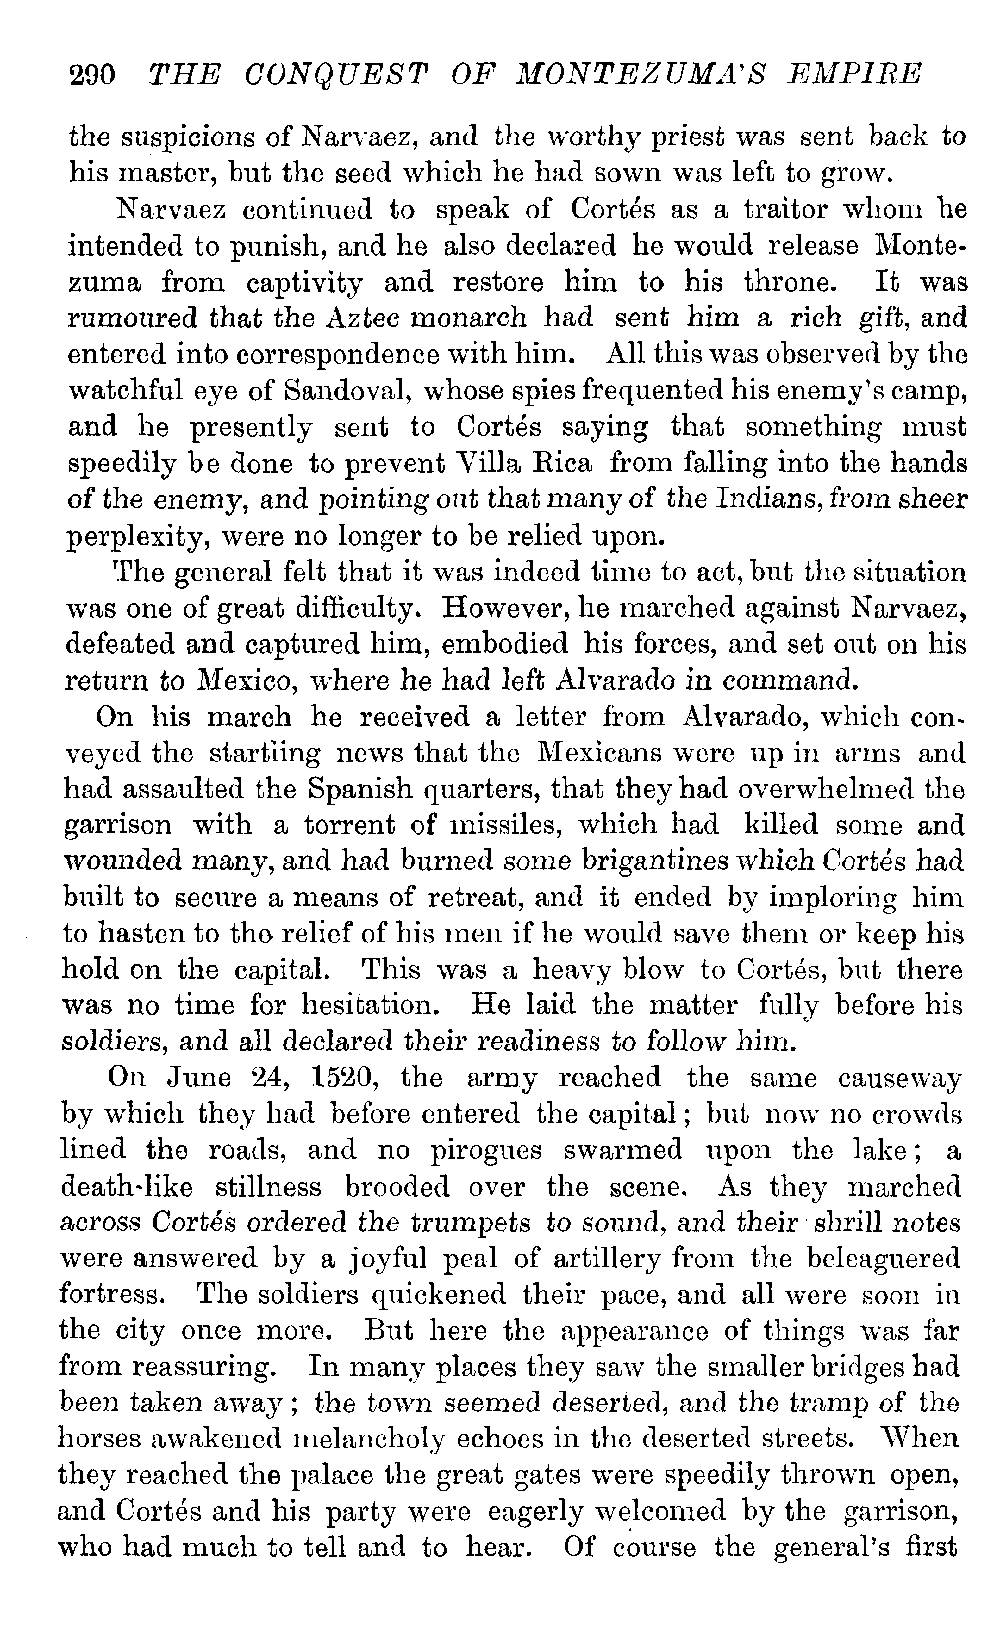 290 THE CONQUEST OF MONTEZUMA'S EMPIRE
the suspicions of Narvaez, and the worthy priest was sent back to
his master, but the seed which he had sown was left to grow.
Narvaez continued to speak of Cortés as a traitor whom he
intended to punish, and he also declared he would release Monte-
zuma from captivity and restore him to his throne. It was
rumoured that the Aztec monarch had sent him a rich gift, and
entered into correspondence with him. All this was observed by the
watchful eye of Sandoval, whose spies frequented his enemy's camp,
and he presently sent to Cortés saying that something must
speedily be done to prevent Villa Rica from falling into the hands
of the enemy, and pointing out that many of the Indians, from sheer
perplexity, were no longer to be relied upon.
The general felt that it was indeed time to act, but the situation
was one of great difficulty. However, he marched against Narvaez,
defeated and captured him, embodied his forces, and set out on his
return to Mexico, where he had left Alvarado in command.
On his march he received a letter from Alvarado, which con-
veyed the startling news that the Mexicans were up in arms and
had assaulted the Spanish quarters, that they had overwhelmed the
garrison with a torrent of missiles, which had killed some and
wounded many, and had burned some brigantines which Cortés had
built to secure a means of retreat, and it ended by imploring him
to hasten to the relief of his men if he would save them or keep his
hold on the capital. This was a heavy blow to Cortés, but there
was no time for hesitation. He laid the matter fully before his
soldiers, and all declared their readiness to follow him.
On June 24, 1520, the army reached the same causeway
by which they had before entered the capital; but now no crowds
lined the roads, and no pirogues swarmed upon the lake; a
death-like stillness brooded over the scene. As they marched
across Cortés ordered the trumpets to sound, and their shrill notes
were answered by a joyful peal of artillery from the beleaguered
fortress. The soldiers quickened their pace, and all were soon in
the city once more. But here the appearance of things was far
from reassuring. In many places they saw the smaller bridges had
been taken away; the town seemed deserted, and the tramp of the
horses awakened melancholy echoes in the deserted streets. When
they reached the palace the great gates were speedily thrown open,
and Cortés and his party were eagerly welcomed by the garrison,
who had much to tell and to hear. Of course the general's first